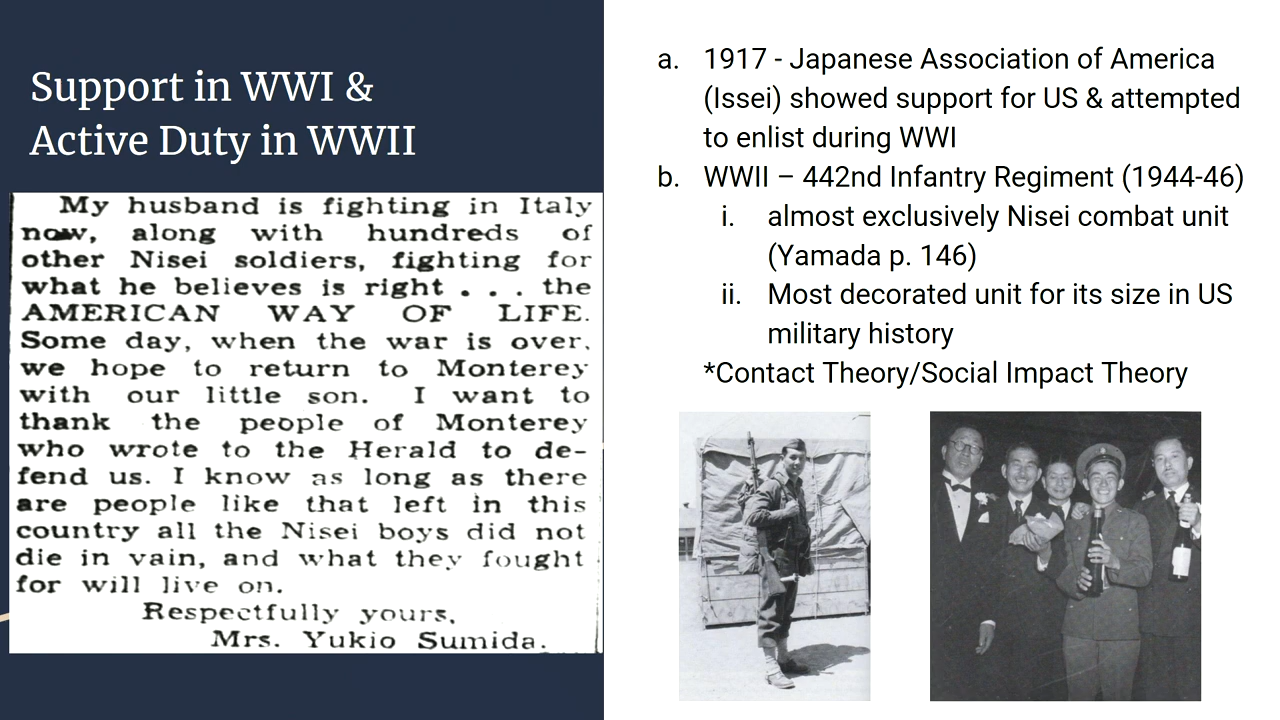 Support in WWI &
Active Duty in WWII
My husband is fighting in Italy
now, along with hundreds of
other Nisei soldiers, fighting for
what he believes is right . . . the
AMERICAN WAY OF LIFE.
Some day, when the war is over,
we hope to return to Monterey
with our little son. I want to
thank the people of Monterey
who wrote to the Herald to de-
fend us. I know as long as there
are people like that left in this
country all the Nisei boys did not
die in vain, and what they fought
for will live on.
Respectfully yours,
Mrs. Yukio Sumida.
a. 1917 - Japanese Association of America
(Issei) showed support for US & attempted
to enlist during WWI
b. WWII – 442nd Infantry Regiment (1944-46)
i. almost exclusively Nisei combat unit
(Yamada p. 146)
ii. Most decorated unit for its size in US
military history
*Contact Theory/Social Impact Theory